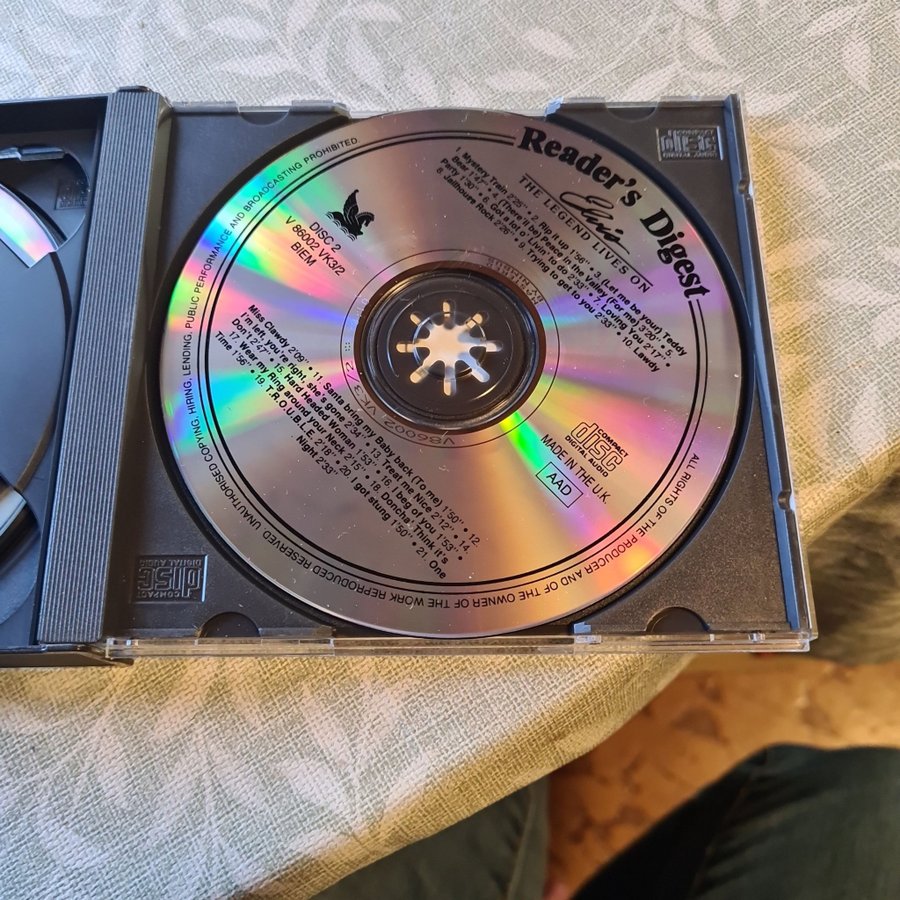 Reader's Digest
Elvis
THE LEGEND LIVES ON
1. Mystery Train 2'25" • 2. Rip it up 1'56" • 3. (Let me be your) Teddy
Bear 1'47" • 4. (There'll be) Peace in the Valley (For me) 3'20" • 5.
Party 1'30" • 6. Got a lot o' Livin' to do 2'33" • 7. Loving You 2'17" •
8. Jailhouse Rock 2'26" • 9. Trying to get to you 2'33" • 10. Lawdy
Miss Clawdy 2'09" • 11. Santa bring my Baby back (To me) 1'50" • 12.
I'm left, you're right, she's gone 2'34" • 13. Treat me Nice 2'12" • 14.
Don't 2'47" • 15. Hard Headed Woman 1'53" • 16. I beg of you 1'53" •
17. Wear my Ring around your Neck 2'15" • 18. Doncha' Think it's
Time 1'56" • 19. T.R.O.U.B.L.E. 2'18" • 20. I got stung 1'50" • 21. One
Night 2'33"
DISC 2
V 86002 VK3/2
BIEM
COMPACT
disc
DIGITAL AUDIO
MADE IN THE U.K
AAD
ALL RIGHTS OF THE PRODUCER AND OF THE OWNER OF THE WORK REPRODUCED RESERVED. UNAUTHORISED COPYING, HIRING, LENDING, PUBLIC PERFORMANCE AND BROADCASTING PROHIBITED.
COMPACT
disc
DIGITAL AUDIO
COMPACT
disc
DIGITAL AUDIO